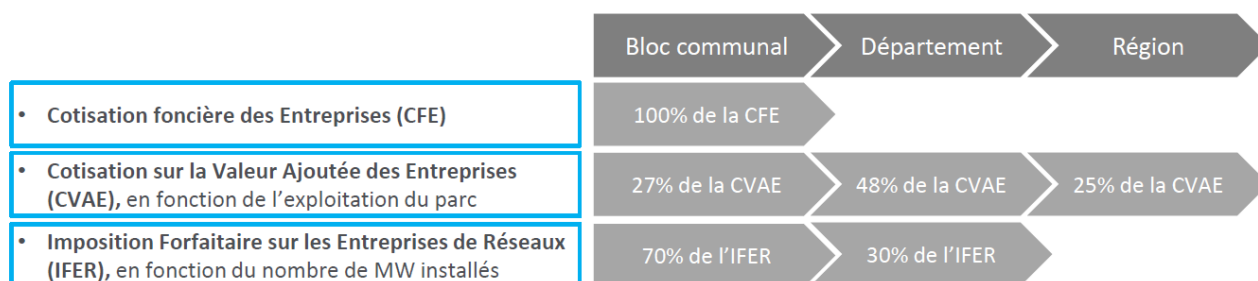 Bloc communal Département Région
• Cotisation foncière des Entreprises (CFE) 100% de la CFE
• Cotisation sur la Valeur Ajoutée des Entreprises
(CVAE), en fonction de l’exploitation du parc
27% de la CVAE 48% de la CVAE 25% de la CVAE
• Imposition Forfaitaire sur les Entreprises de Réseaux
(IFER), en fonction du nombre de MW installés
70% de l’IFER 30% de l’IFER